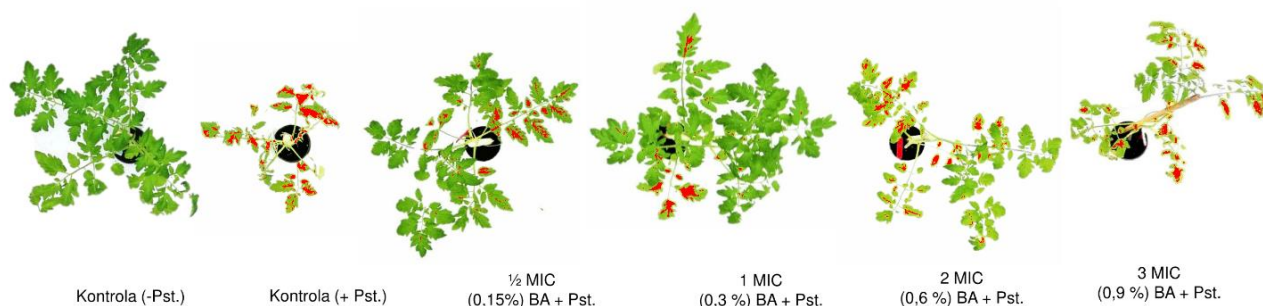 Kontrola (-Pst.)
Kontrola (+ Pst.)
½ MIC
(0.15%) BA + Pst.
1 MIC
(0.3 %) BA + Pst.
2 MIC
(0,6 %) BA + Pst.
3 MIC
(0,9 %) BA + Pst.